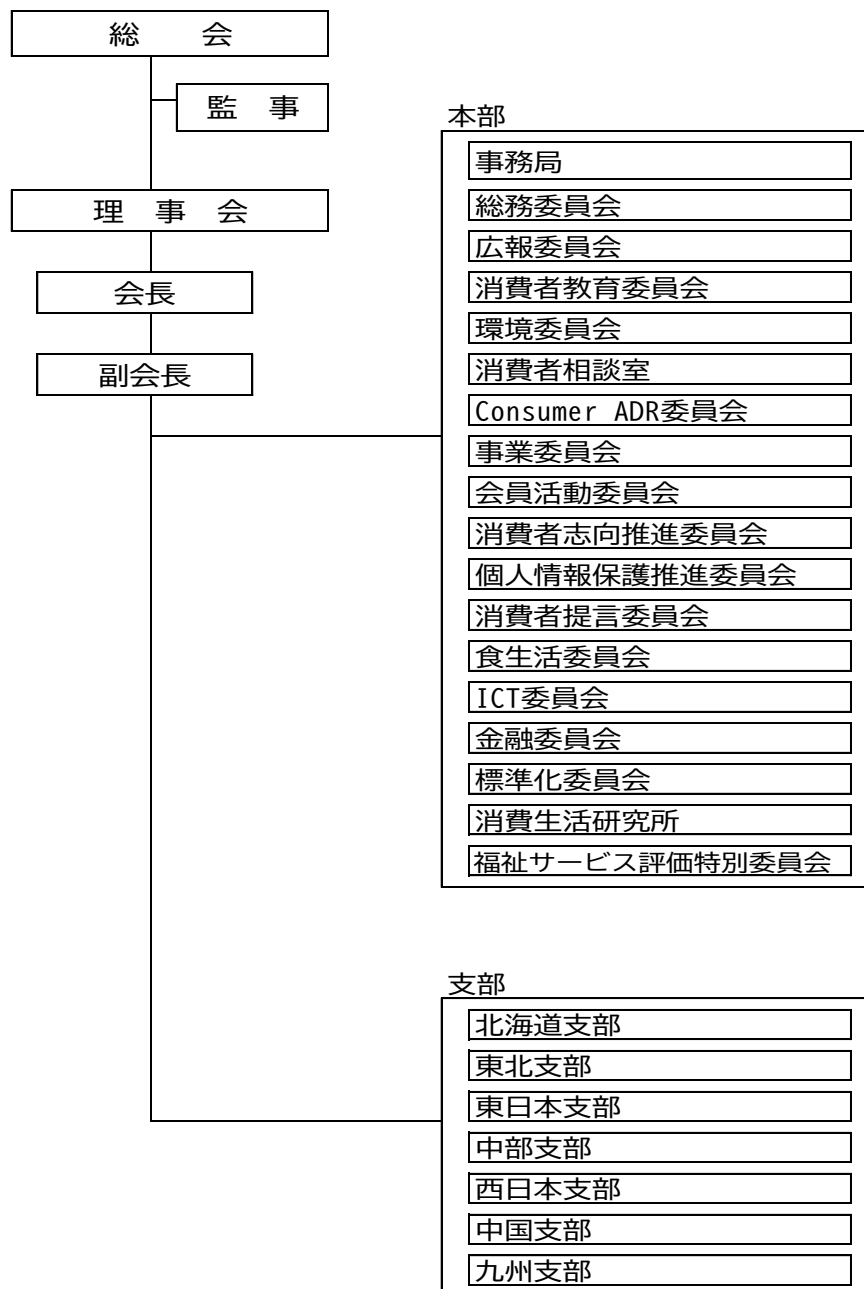 総　会
監　事
理　事　会
会長
副会長
本部
事務局
総務委員会
広報委員会
消費者教育委員会
環境委員会
消費者相談室
Consumer ADR委員会
事業委員会
会員活動委員会
消費者志向推進委員会
個人情報保護推進委員会
消費者提言委員会
食生活委員会
ICT委員会
金融委員会
標準化委員会
消費生活研究所
福祉サービス評価特別委員会
支部
北海道支部
東北支部
東日本支部
中部支部
西日本支部
中国支部
九州支部